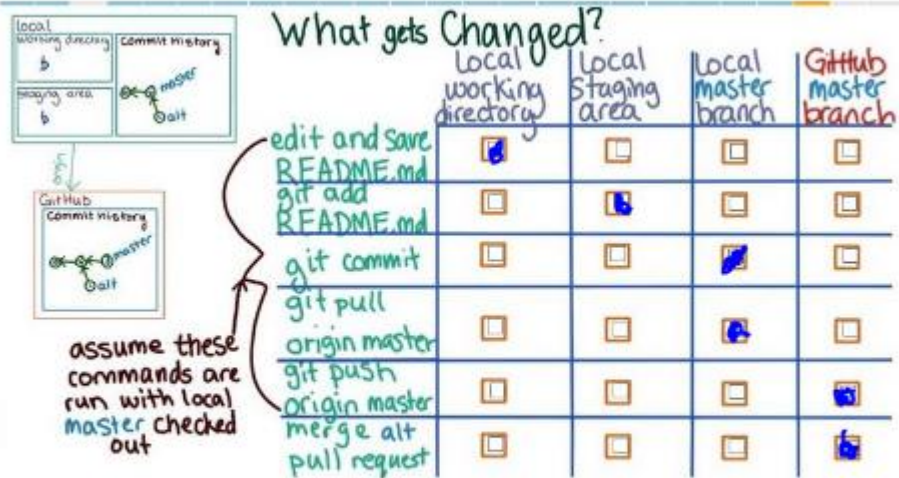 What gets Changed?
local
working directory
b
staging area
b
Commit History
master
alt
origin
GitHub
Commit History
master
alt
Local working directory
Local Staging area
Local master branch
GitHub master branch
edit and save
README.md
git add
README.md
git commit
git pull
origin master
git push
origin master
merge alt
pull request
assume these
commands are
run with local
master checked
out